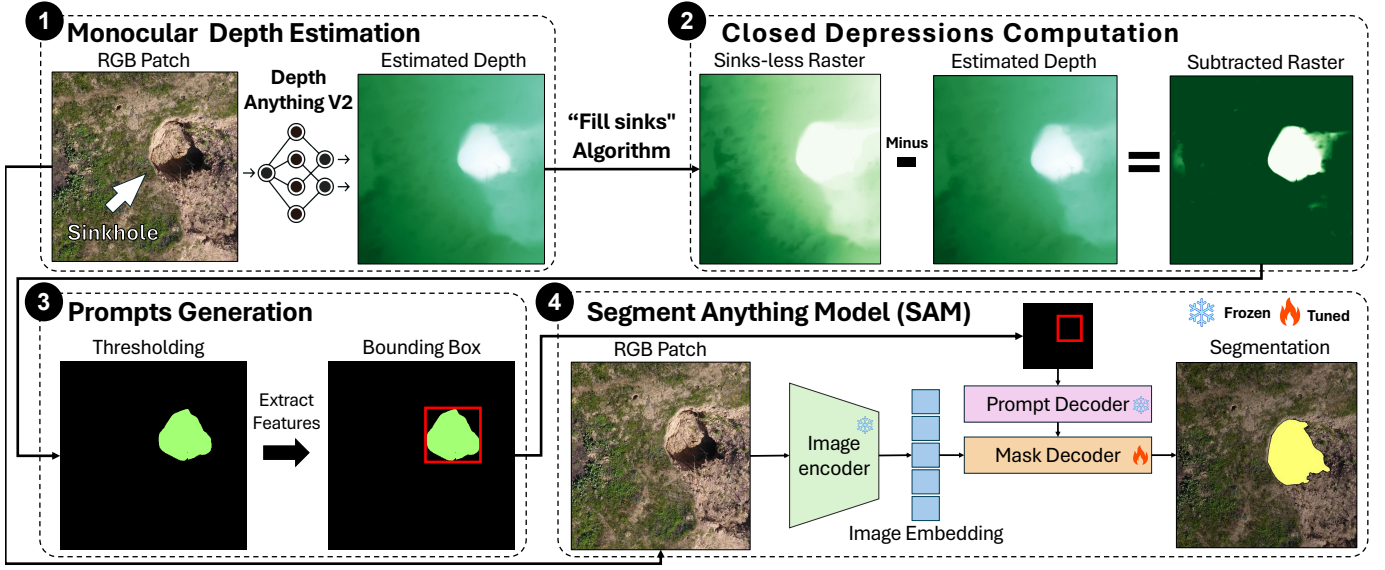 1
Monocular Depth Estimation
RGB Patch
Depth
Anything V2
Estimated Depth
Sinkhole
“Fill sinks"
Algorithm
2
Closed Depressions Computation
Sinks-less Raster
Minus
Estimated Depth
Subtracted Raster
3
Prompts Generation
Thresholding
Extract
Features
Bounding Box
4
Segment Anything Model (SAM)
Frozen
Tuned
RGB Patch
Image
encoder
Image Embedding
Prompt Decoder
Mask Decoder
Segmentation